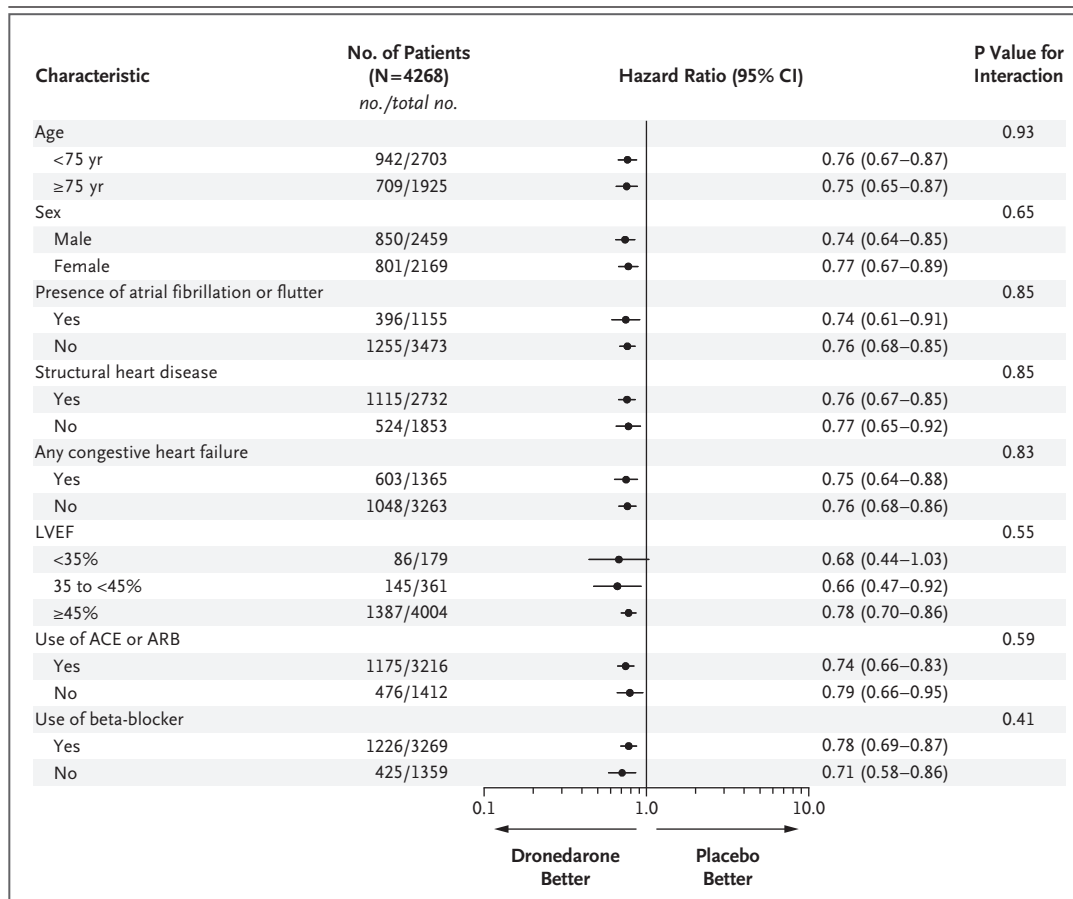 Characteristic No. of Patients (N=4268) Hazard Ratio (95% CI) P Value for Interaction
no./total no.
Age 0.93
<75 yr 942/2703 0.76 (0.67–0.87)
≥75 yr 709/1925 0.75 (0.65–0.87)
Sex 0.65
Male 850/2459 0.74 (0.64–0.85)
Female 801/2169 0.77 (0.67–0.89)
Presence of atrial fibrillation or flutter 0.85
Yes 396/1155 0.74 (0.61–0.91)
No 1255/3473 0.76 (0.68–0.85)
Structural heart disease 0.85
Yes 1115/2732 0.76 (0.67–0.85)
No 524/1853 0.77 (0.65–0.92)
Any congestive heart failure 0.83
Yes 603/1365 0.75 (0.64–0.88)
No 1048/3263 0.76 (0.68–0.86)
LVEF 0.55
<35% 86/179 0.68 (0.44–1.03)
35 to <45% 145/361 0.66 (0.47–0.92)
≥45% 1387/4004 0.78 (0.70–0.86)
Use of ACE or ARB 0.59
Yes 1175/3216 0.74 (0.66–0.83)
No 476/1412 0.79 (0.66–0.95)
Use of beta-blocker 0.41
Yes 1226/3269 0.78 (0.69–0.87)
No 425/1359 0.71 (0.58–0.86)
0.1 1.0 10.0
Dronedarone Better Placebo Better